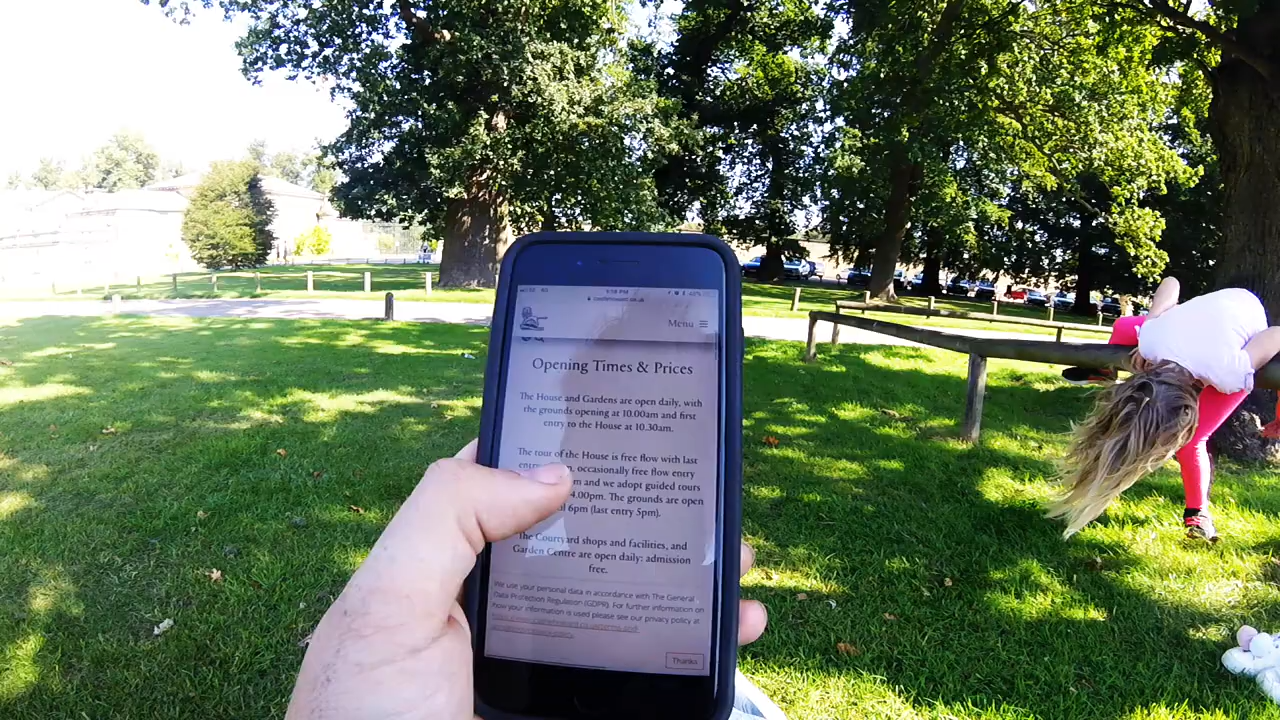 castlehoward.co.uk
Menu
Opening Times & Prices
The House and Gardens are open daily, with
the grounds opening at 10.00am and first
entry to the House at 10.30am.
The tour of the House is free flow with last
occasionally free flow entry
and we adopt guided tours
4.00pm. The grounds are open
6pm (last entry 5pm).
The Courtyard shops and facilities, and
Garden Centre are open daily: admission
free.
We use your personal data in accordance with The General
Data Protection Regulation (GDPR). For further information on
how your information is used please see our privacy policy at
Thanks